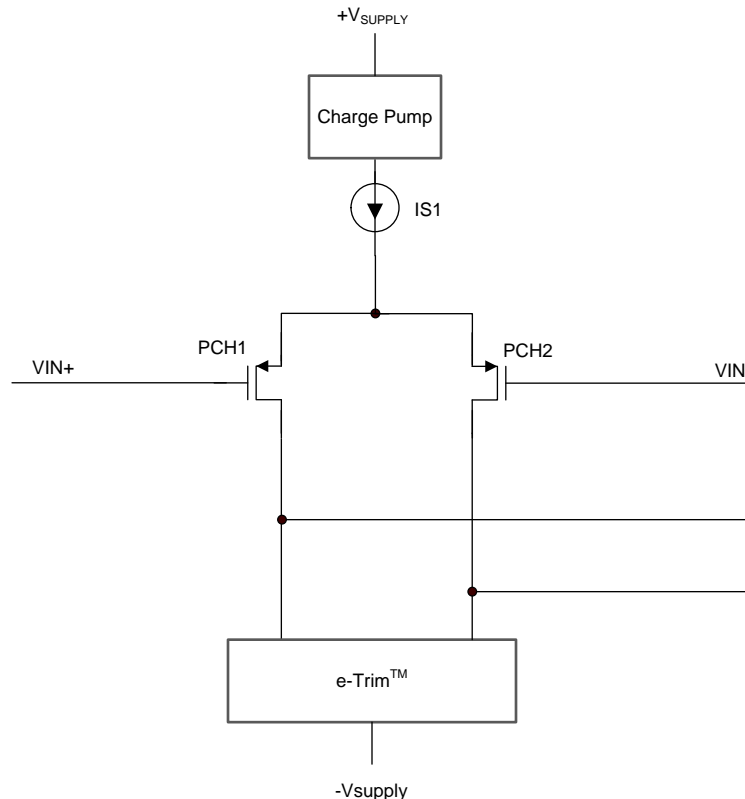 +VSUPPLY
Charge Pump
IS1
PCH1
PCH2
VIN+
VIN
e-Trim™
-Vsupply